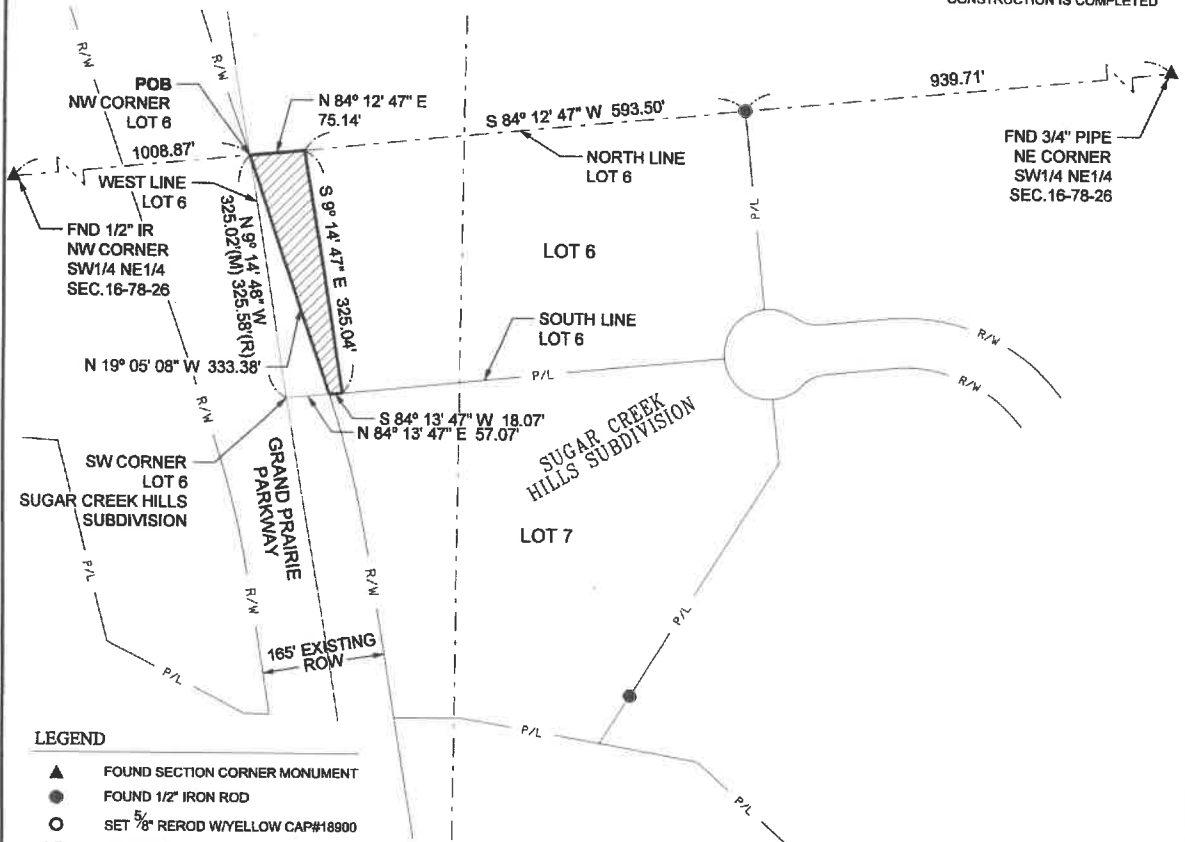 CONSTRUCTION IS COMPLETED
R/W
R/W
POB
NW CORNER
LOT 6
N 84° 12' 47" E
75.14'
S 84° 12' 47" W 593.50'
939.71'
1008.87'
NORTH LINE
LOT 6
FND 3/4" PIPE
NE CORNER
SW1/4 NE1/4
SEC.16-78-26
WEST LINE
LOT 6
FND 1/2" IR
NW CORNER
SW1/4 NE1/4
SEC.16-78-26
N 9° 14' 48" W
325.02'(M) 325.58'(R)
S 9° 14' 47" E 325.04'
P/L
LOT 6
SOUTH LINE
LOT 6
R/W
R/W
N 19° 05' 08" W 333.38'
P/L
R/W
S 84° 13' 47" W 18.07'
N 84° 13' 47" E 57.07'
SUGAR CREEK
HILLS SUBDIVISION
SW CORNER
LOT 6
SUGAR CREEK HILLS
SUBDIVISION
GRAND PRAIRIE
PARKWAY
LOT 7
P/L
R/W
R/W
P/L
165' EXISTING
ROW
P/L
P/L
P/L
LEGEND
FOUND SECTION CORNER MONUMENT
FOUND 1/2" IRON ROD
SET 5/8" REROD W/YELLOW CAP#18900